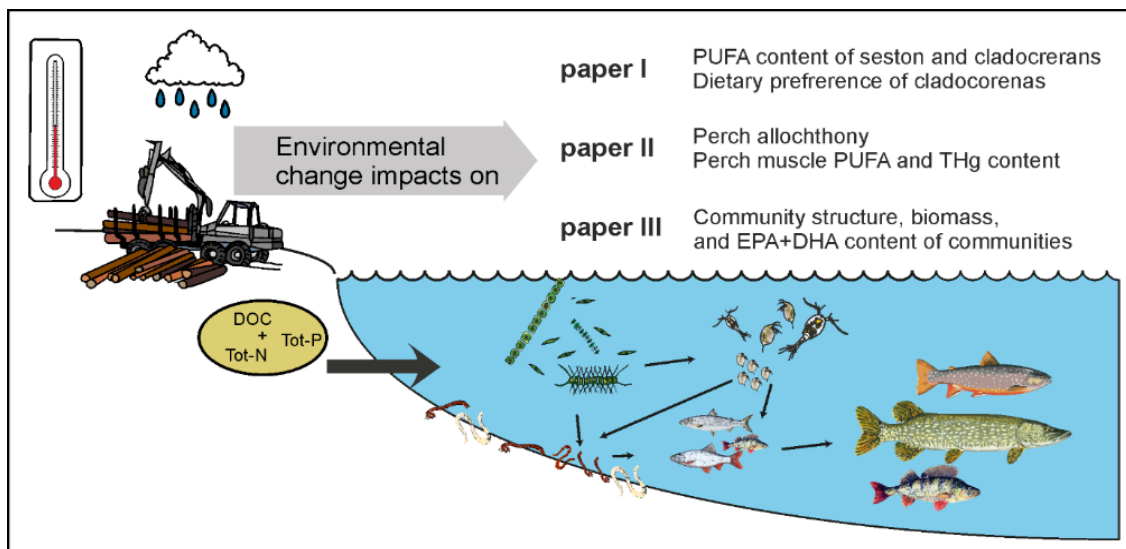 paper I
PUFA content of seston and cladocrerans
Dietary prefrerence of cladocorenas
Environmental
change impacts on
paper II
Perch allochthony
Perch muscle PUFA and THg content
paper III
Community structure, biomass,
and EPA+DHA content of communities
DOC
+
Tot-P
Tot-N